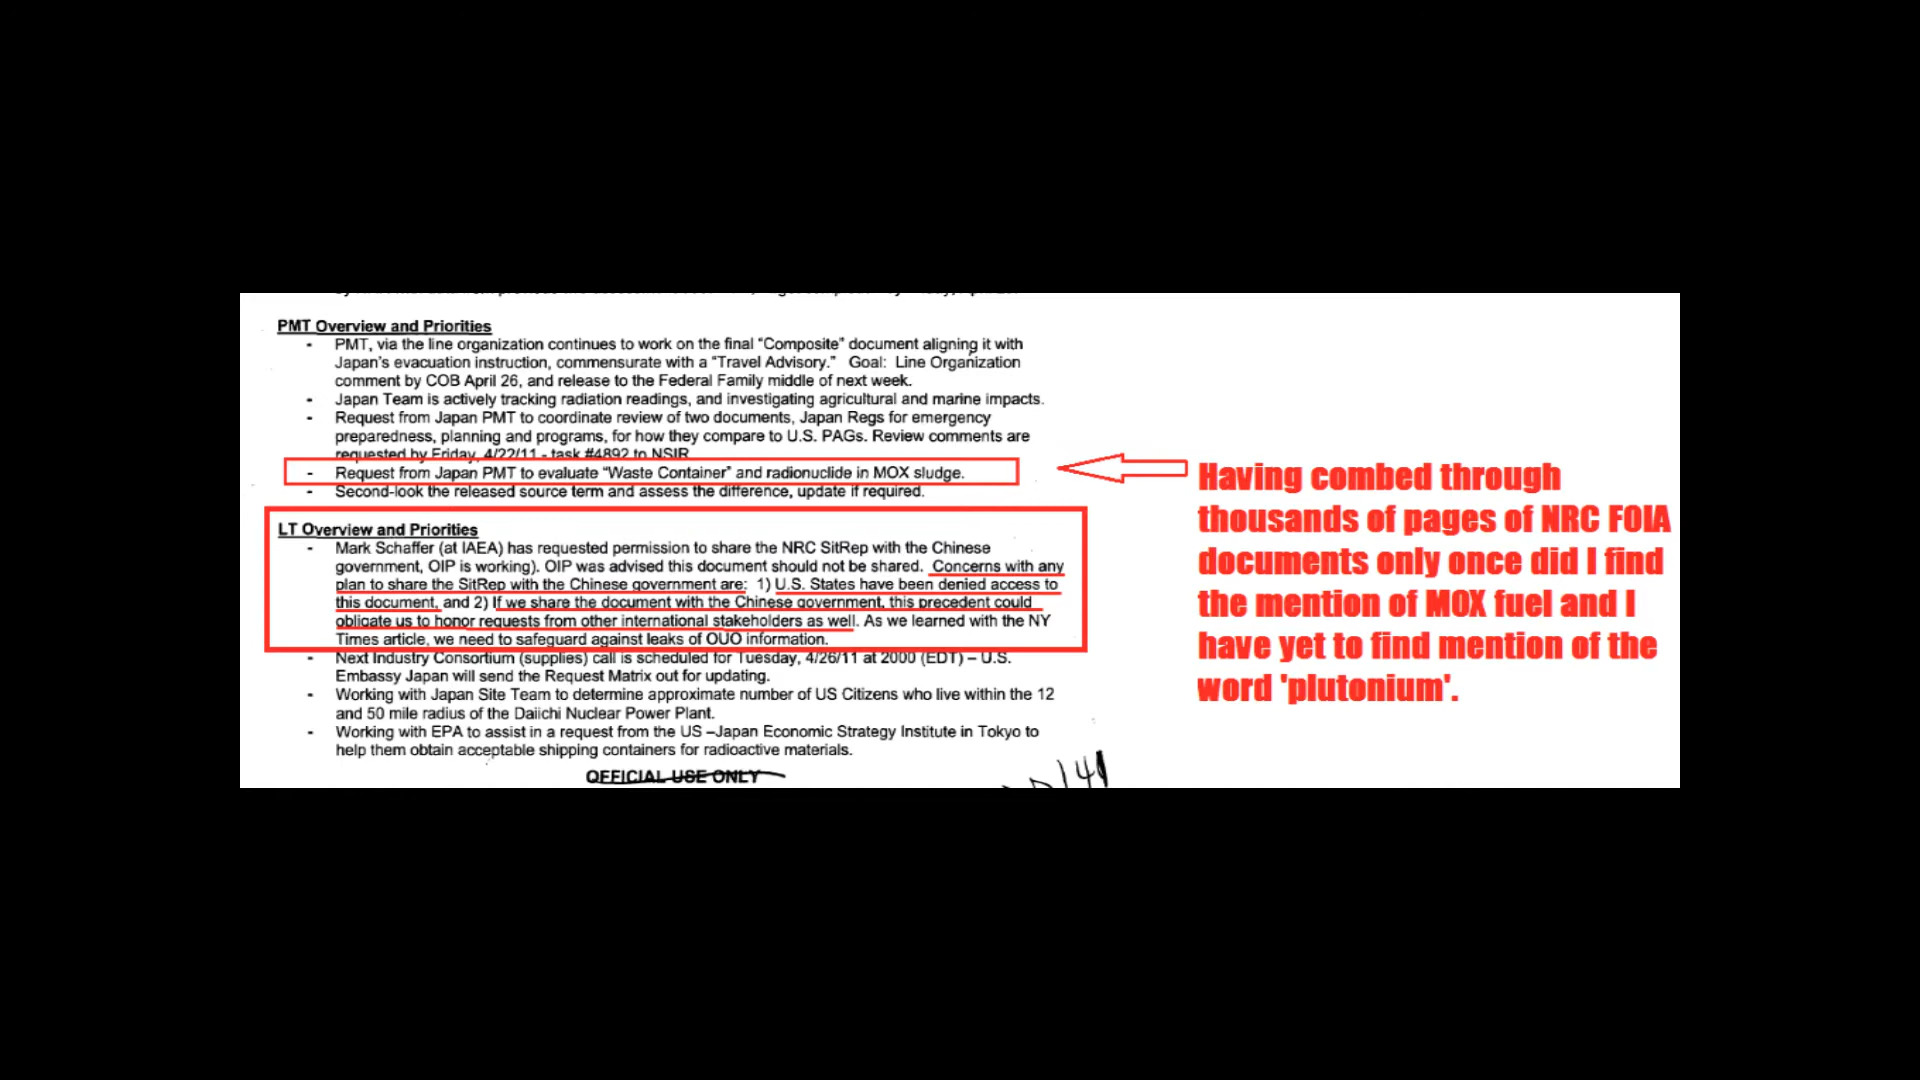 PMT Overview and Priorities
- PMT, via the line organization continues to work on the final “Composite” document aligning it with
Japan's evacuation instruction, commensurate with a “Travel Advisory.” Goal: Line Organization
comment by COB April 26, and release to the Federal Family middle of next week.
- Japan Team is actively tracking radiation readings, and investigating agricultural and marine impacts.
- Request from Japan PMT to coordinate review of two documents, Japan Regs for emergency
preparedness, planning and programs, for how they compare to U.S. PAGs. Review comments are
requested by Friday, 4/22/11 - task #4892 to NSIR
- Request from Japan PMT to evaluate “Waste Container” and radionuclide in MOX sludge.
- Second-look the released source term and assess the difference, update if required.
LT Overview and Priorities
- Mark Schaffer (at IAEA) has requested permission to share the NRC SitRep with the Chinese
government, OIP is working). OIP was advised this document should not be shared. Concerns with any
plan to share the SitRep with the Chinese government are: 1) U.S. States have been denied access to
this document, and 2) If we share the document with the Chinese government, this precedent could
obligate us to honor requests from other international stakeholders as well. As we learned with the NY
Times article, we need to safeguard against leaks of OUO information.
- Next Industry Consortium (supplies) call is scheduled for Tuesday, 4/26/11 at 2000 (EDT) – U.S.
Embassy Japan will send the Request Matrix out for updating.
- Working with Japan Site Team to determine approximate number of US Citizens who live within the 12
and 50 mile radius of the Daiichi Nuclear Power Plant.
- Working with EPA to assist in a request from the US –Japan Economic Strategy Institute in Tokyo to
help them obtain acceptable shipping containers for radioactive materials.
OFFICIAL USE ONLY
Having combed through
thousands of pages of NRC FOIA
documents only once did I find
the mention of MOX fuel and I
have yet to find mention of the
word 'plutonium'.